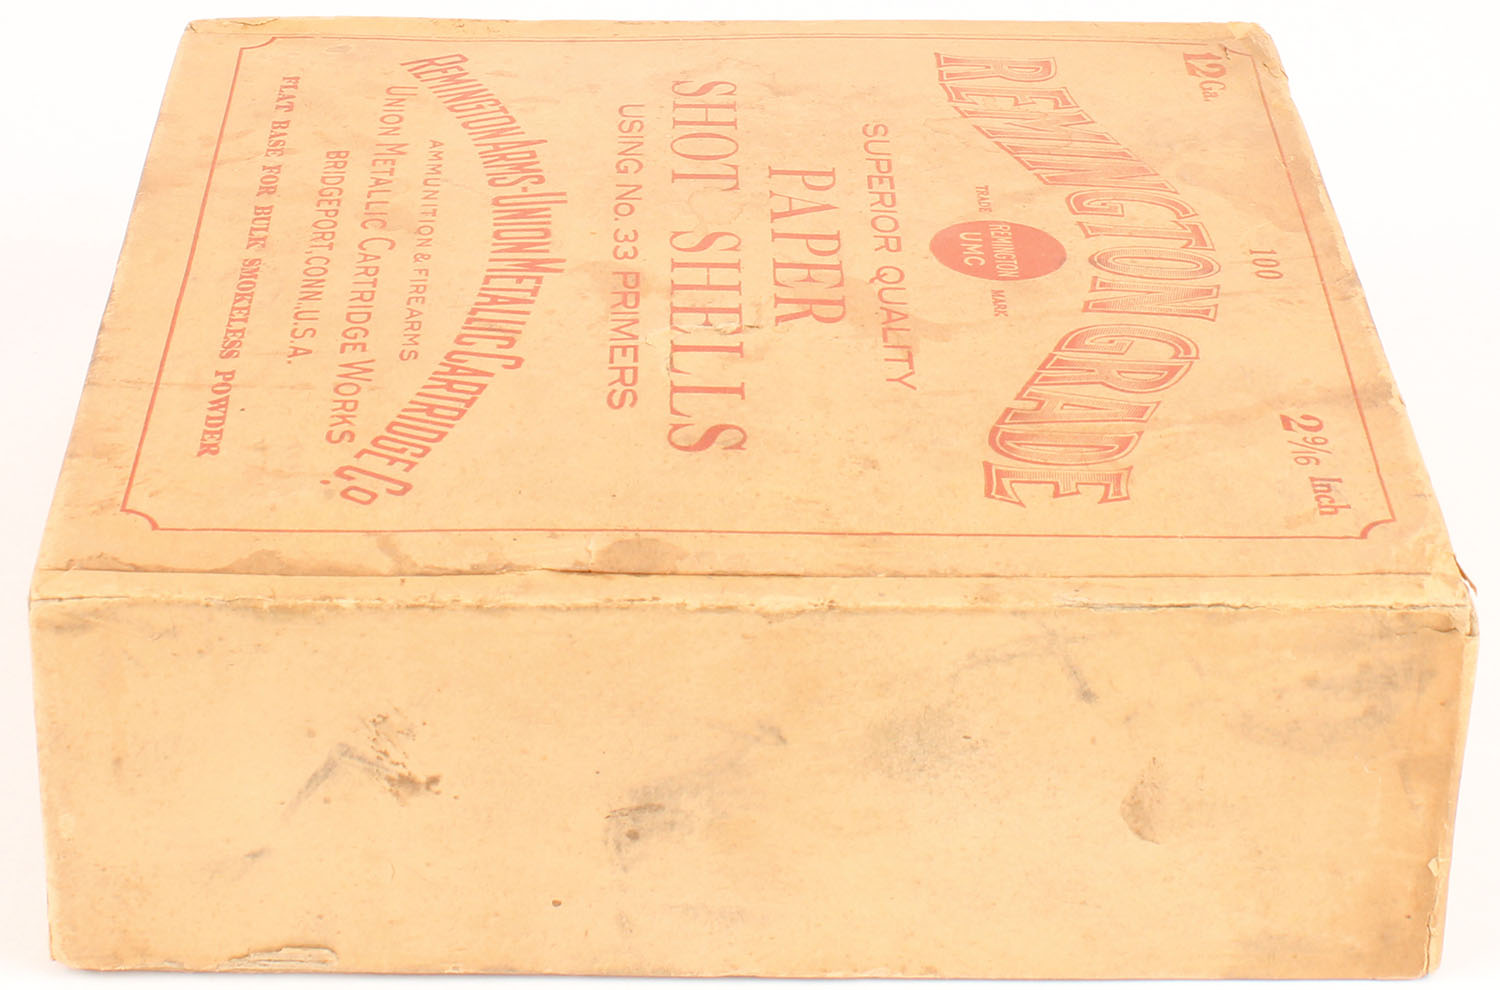 12 Ga. 100 2 9/16 Inch
REMINGTON GRADE
TRADE REMINGTON MARK
UMC
SUPERIOR QUALITY
PAPER
SHOT SHELLS
USING NO. 33 PRIMERS
REMINGTON ARMS-UNION METALLIC CARTRIDGE CO
AMMUNITION & FIREARMS
UNION METALLIC CARTRIDGE WORKS
BRIDGEPORT, CONN. U.S.A.
FLAT BASE FOR BULK SMOKELESS POWDER